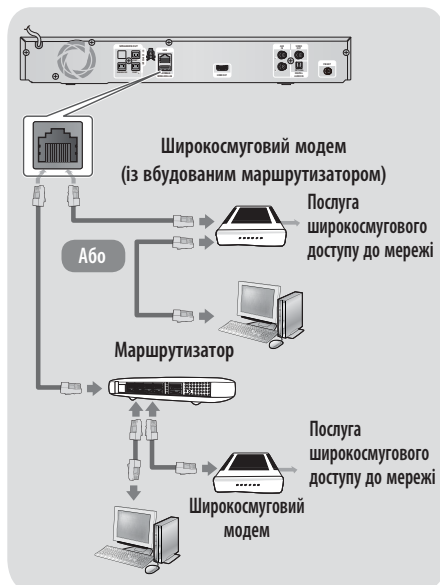 Широкосмуговий модем
(із вбудованим маршрутизатором)
Послуга
широкосмугового
доступу до мережі
Або
Маршрутизатор
Послуга
широкосмугового
доступу до мережі
Широкосмуговий
модем